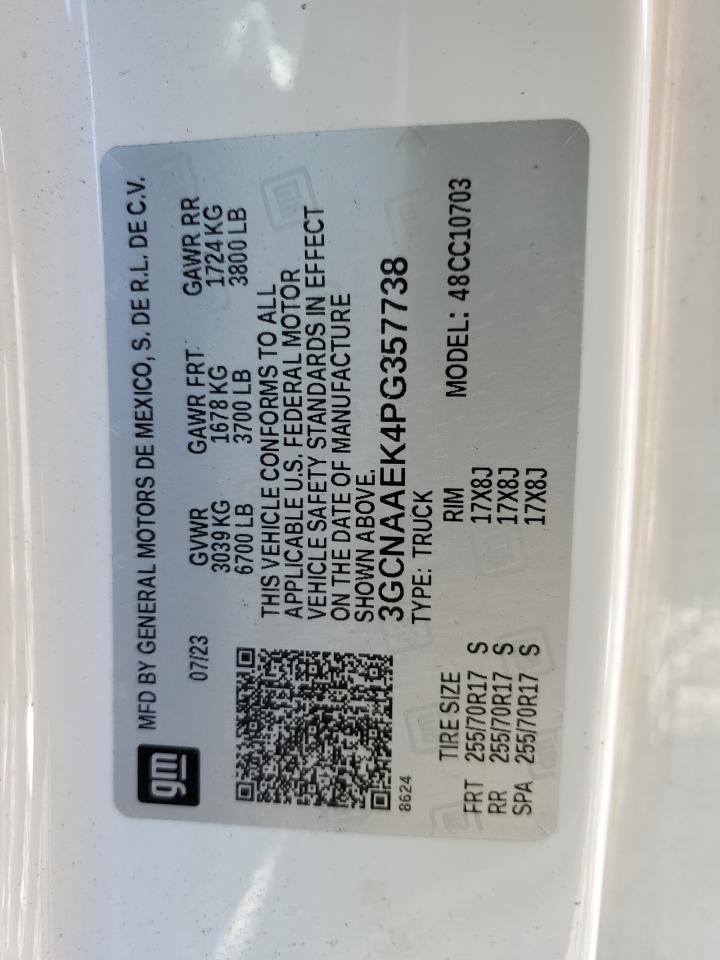 gm
MFD BY GENERAL MOTORS DE MEXICO, S. DE R.L. DE C.V.
07/23 GVWR GAWR FRT GAWR RR
3039 KG 1678 KG 1724 KG
6700 LB 3700 LB 3800 LB
THIS VEHICLE CONFORMS TO ALL
APPLICABLE U.S. FEDERAL MOTOR
VEHICLE SAFETY STANDARDS IN EFFECT
ON THE DATE OF MANUFACTURE
SHOWN ABOVE.
3GCNAAEK4PG357738
8624 TYPE: TRUCK
TIRE SIZE RIM MODEL: 48CC10703
FRT 255/70R17 S 17X8J
RR 255/70R17 S 17X8J
SPA 255/70R17 S 17X8J